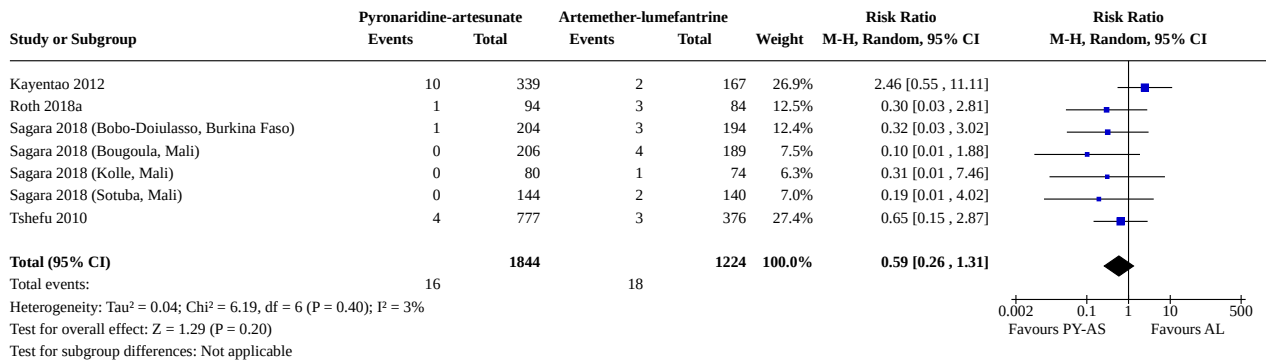 Pyronaridine-artesunate Artemether-lumefantrine Risk Ratio Risk Ratio
Study or Subgroup Events Total Events Total Weight M-H, Random, 95% CI M-H, Random, 95% CI
Kayentao 2012 10 339 2 167 26.9% 2.46 [0.55 , 11.11]
Roth 2018a 1 94 3 84 12.5% 0.30 [0.03 , 2.81]
Sagara 2018 (Bobo-Doiulasso, Burkina Faso) 1 204 3 194 12.4% 0.32 [0.03 , 3.02]
Sagara 2018 (Bougoula, Mali) 0 206 4 189 7.5% 0.10 [0.01 , 1.88]
Sagara 2018 (Kolle, Mali) 0 80 1 74 6.3% 0.31 [0.01 , 7.46]
Sagara 2018 (Sotuba, Mali) 0 144 2 140 7.0% 0.19 [0.01 , 4.02]
Tshefu 2010 4 777 3 376 27.4% 0.65 [0.15 , 2.87]
Total (95% CI) 1844 1224 100.0% 0.59 [0.26 , 1.31]
Total events: 16 18
Heterogeneity: Tau² = 0.04; Chi² = 6.19, df = 6 (P = 0.40); I² = 3%
0.002 0.1 1 10 500
Test for overall effect: Z = 1.29 (P = 0.20)
Favours PY-AS Favours AL
Test for subgroup differences: Not applicable